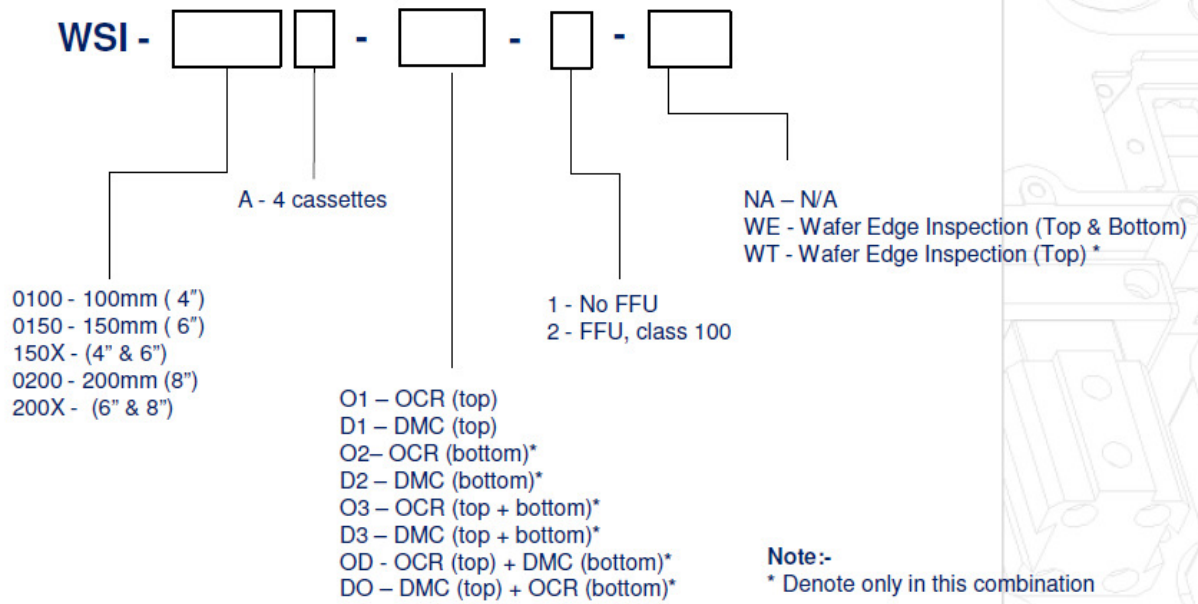 WSI - - - -
A - 4 cassettes
NA – N/A
WE - Wafer Edge Inspection (Top & Bottom)
WT - Wafer Edge Inspection (Top) *
0100 - 100mm ( 4”)
0150 - 150mm ( 6”)
150X - (4” & 6”)
0200 - 200mm (8”)
200X -  (6” & 8”)
1 - No FFU
2 - FFU, class 100
O1 – OCR (top)
D1 – DMC (top)
O2– OCR (bottom)*
D2 – DMC (bottom)*
O3 – OCR (top + bottom)*
D3 – DMC (top + bottom)*
OD - OCR (top) + DMC (bottom)*
DO – DMC (top) + OCR (bottom)*
Note:-
* Denote only in this combination